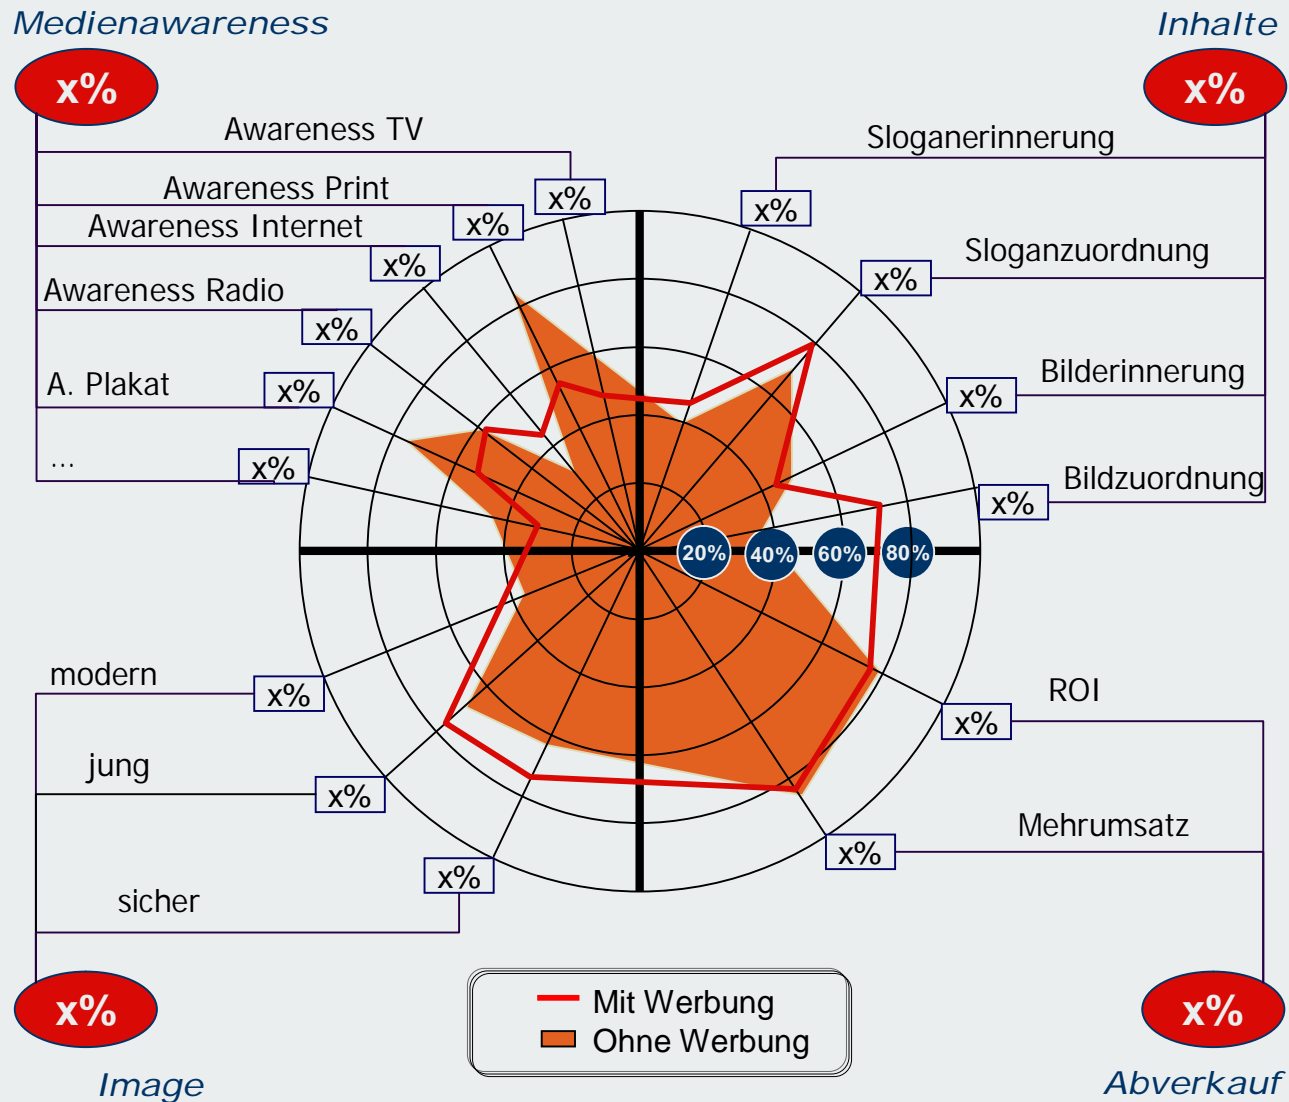 Medienawareness
x%
Awareness TV
x%
Awareness Print
x%
Awareness Internet
x%
Awareness Radio
x%
A. Plakat
x%
...
x%
Inhalte
x%
Sloganerinnerung
x%
Sloganzuordnung
x%
Bilderinnerung
x%
Bildzuordnung
x%
20% 40% 60% 80%
modern
x%
jung
x%
sicher
x%
x%
Image
ROI
x%
Mehrumsatz
x%
x%
Abverkauf
Mit Werbung
Ohne Werbung